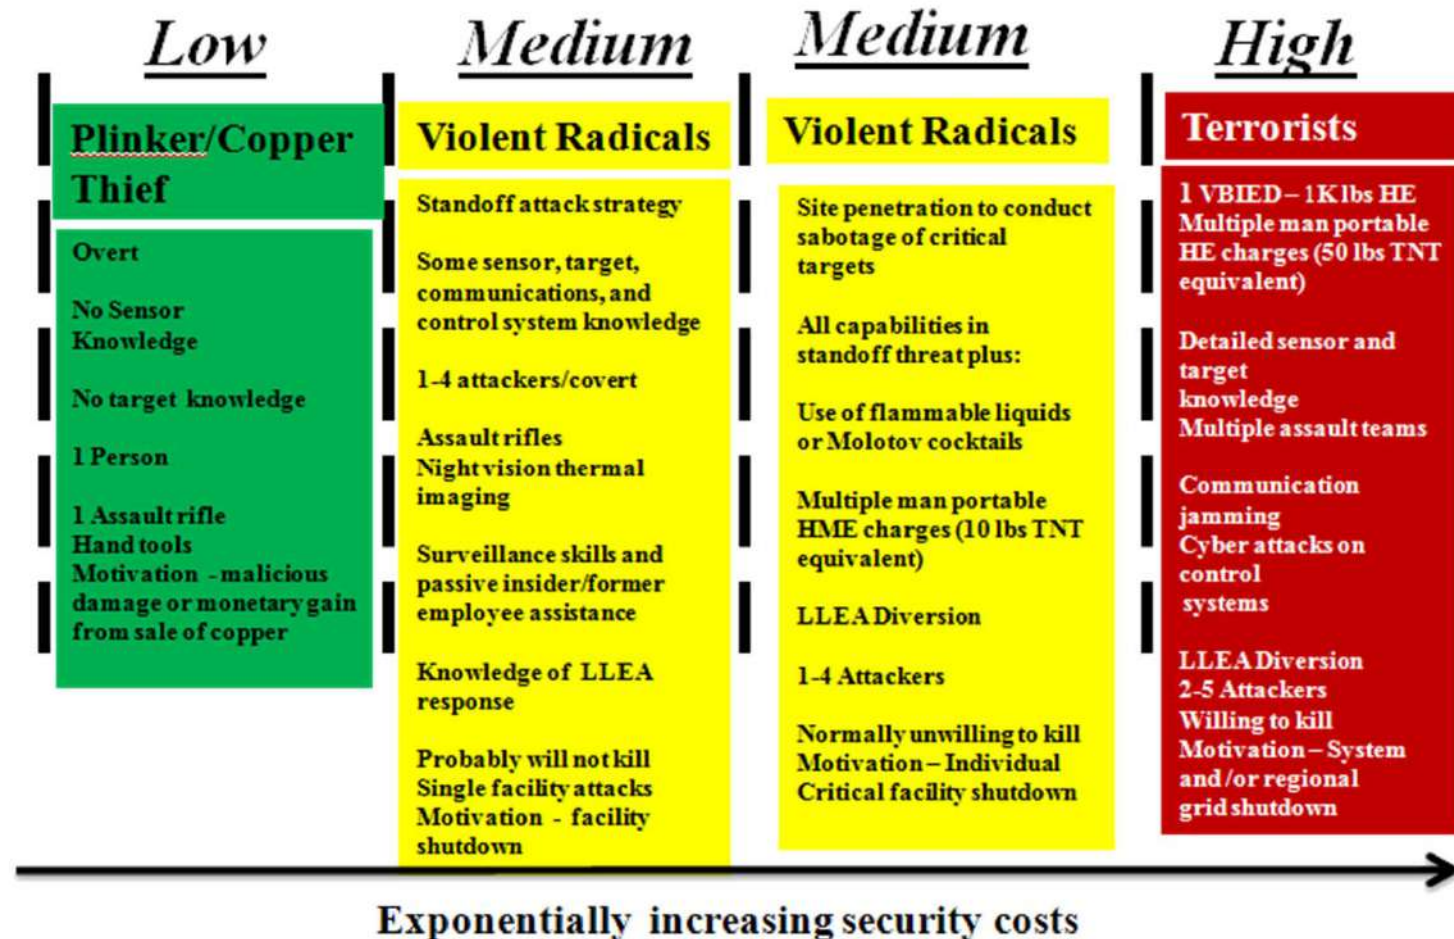 Low
Plinker/Copper
Thief
Overt
No Sensor
Knowledge
No target knowledge
1 Person
1 Assault rifle
Hand tools
Motivation - malicious
damage or monetary gain
from sale of copper
Medium
Violent Radicals
Standoff attack strategy
Some sensor, target,
communications, and
control system knowledge
1-4 attackers/covert
Assault rifles
Night vision thermal
imaging
Surveillance skills and
passive insider/former
employee assistance
Knowledge of LLEA
response
Probably will not kill
Single facility attacks
Motivation - facility
shutdown
Medium
Violent Radicals
Site penetration to conduct
sabotage of critical
targets
All capabilities in
standoff threat plus:
Use of flammable liquids
or Molotov cocktails
Multiple man portable
HME charges (10 lbs TNT
equivalent)
LLEA Diversion
1-4 Attackers
Normally unwilling to kill
Motivation – Individual
Critical facility shutdown
High
Terrorists
1 VBIED – 1K lbs HE
Multiple man portable
HE charges (50 lbs TNT
equivalent)
Detailed sensor and
target
knowledge
Multiple assault teams
Communication
jamming
Cyber attacks on
control
systems
LLEA Diversion
2-5 Attackers
Willing to kill
Motivation – System
and /or regional
grid shutdown
Exponentially increasing security costs